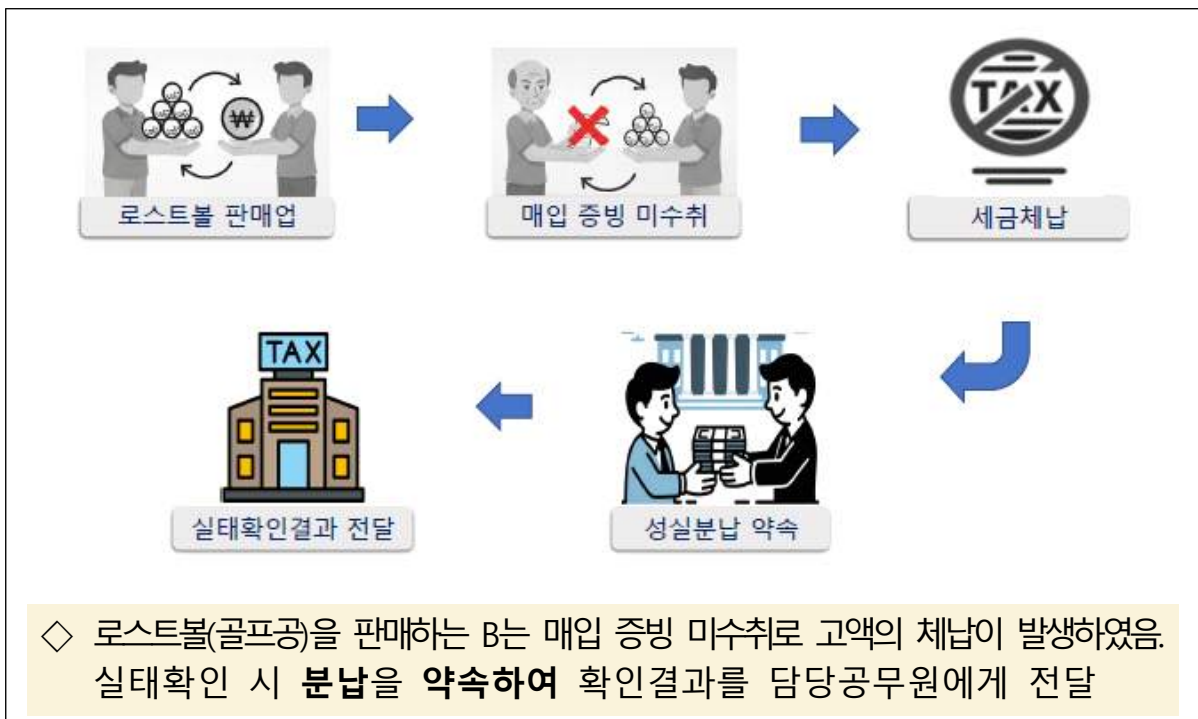 TAX
로스트볼 판매업
매입 증빙 미수취
세금체납
TAX
실태확인결과 전달
성실분납 약속
◇ 로스트볼(골프공)을 판매하는 B는 매입 증빙 미수취로 고액의 체납이 발생하였음.
실태확인 시 분납을 약속하여 확인결과를 담당공무원에게 전달